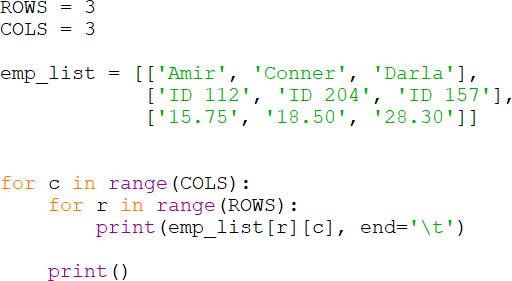 ROWS = 3
COLS = 3
emp_list = [['Amir', 'Conner', 'Darla'],
            ['ID 112', 'ID 204', 'ID 157'],
            ['15.75', '18.50', '28.30']]
for c in range(COLS):
    for r in range(ROWS):
        print(emp_list[r][c], end='\t')
    print()